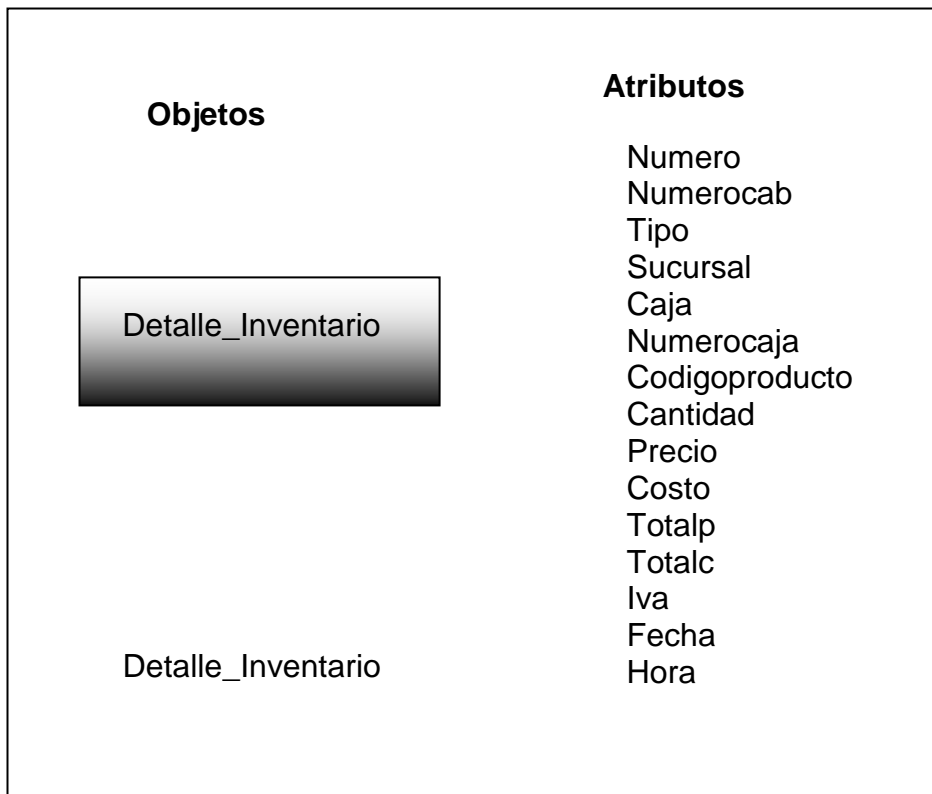 Objetos
Detalle_Inventario
Detalle_Inventario
Atributos
Numero
Numerocab
Tipo
Sucursal
Caja
Numerocaja
Codigoproducto
Cantidad
Precio
Costo
Totalp
Totalc
Iva
Fecha
Hora